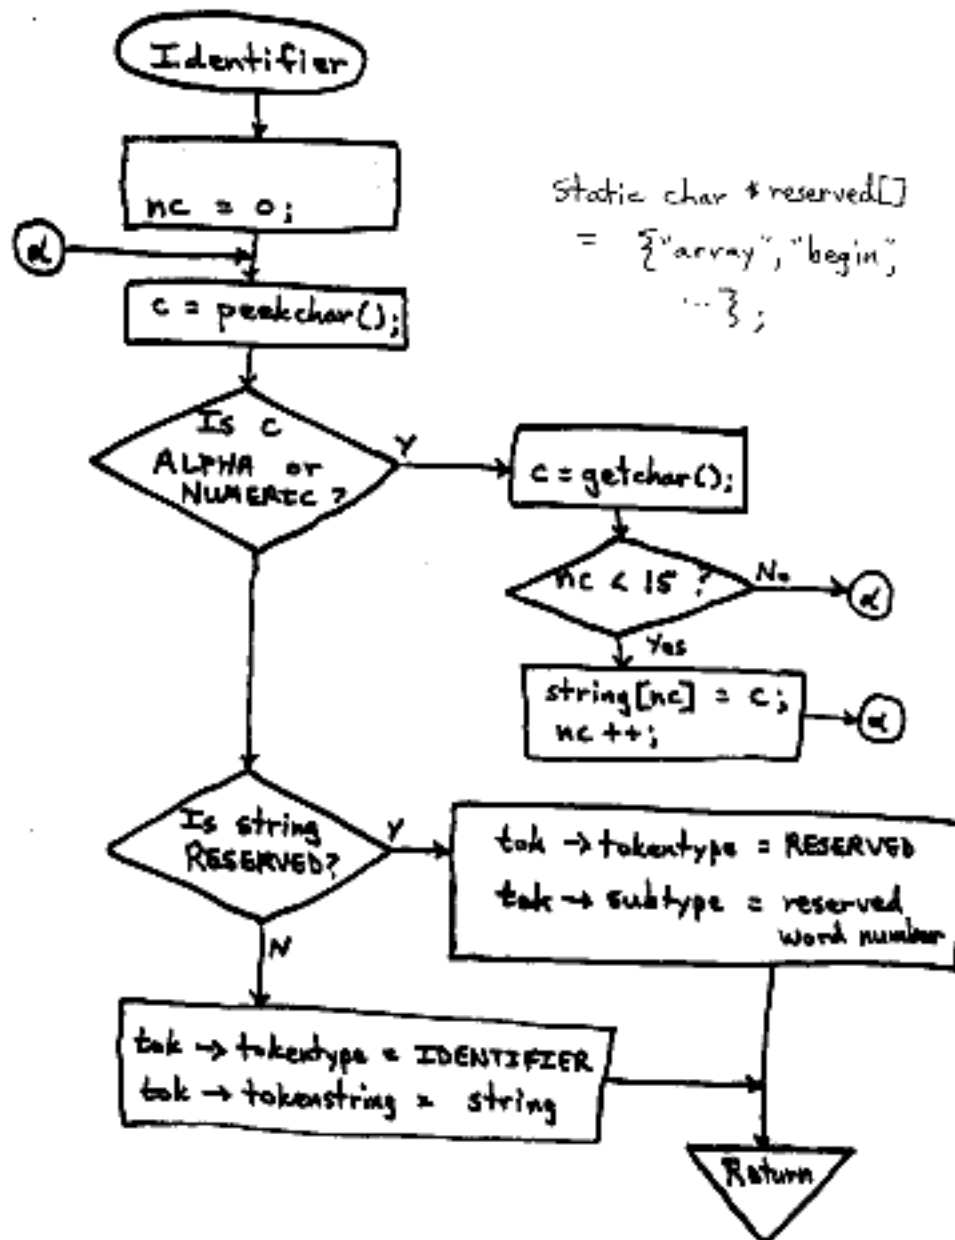 Identifier
nc = 0;
static char *reserved[]
= {"array", "begin",
...};
α
c = peekchar();
Is c
ALPHA or
NUMERIC?
Y
c = getchar();
nc < 15 ?
No
α
Yes
string[nc] = c;
nc ++;
α
Is string
RESERVED?
Y
tok → tokentype = RESERVED
tok → subtype = reserved
word number
N
tok → tokentype = IDENTIFIER
tok → tokenstring = string
Return